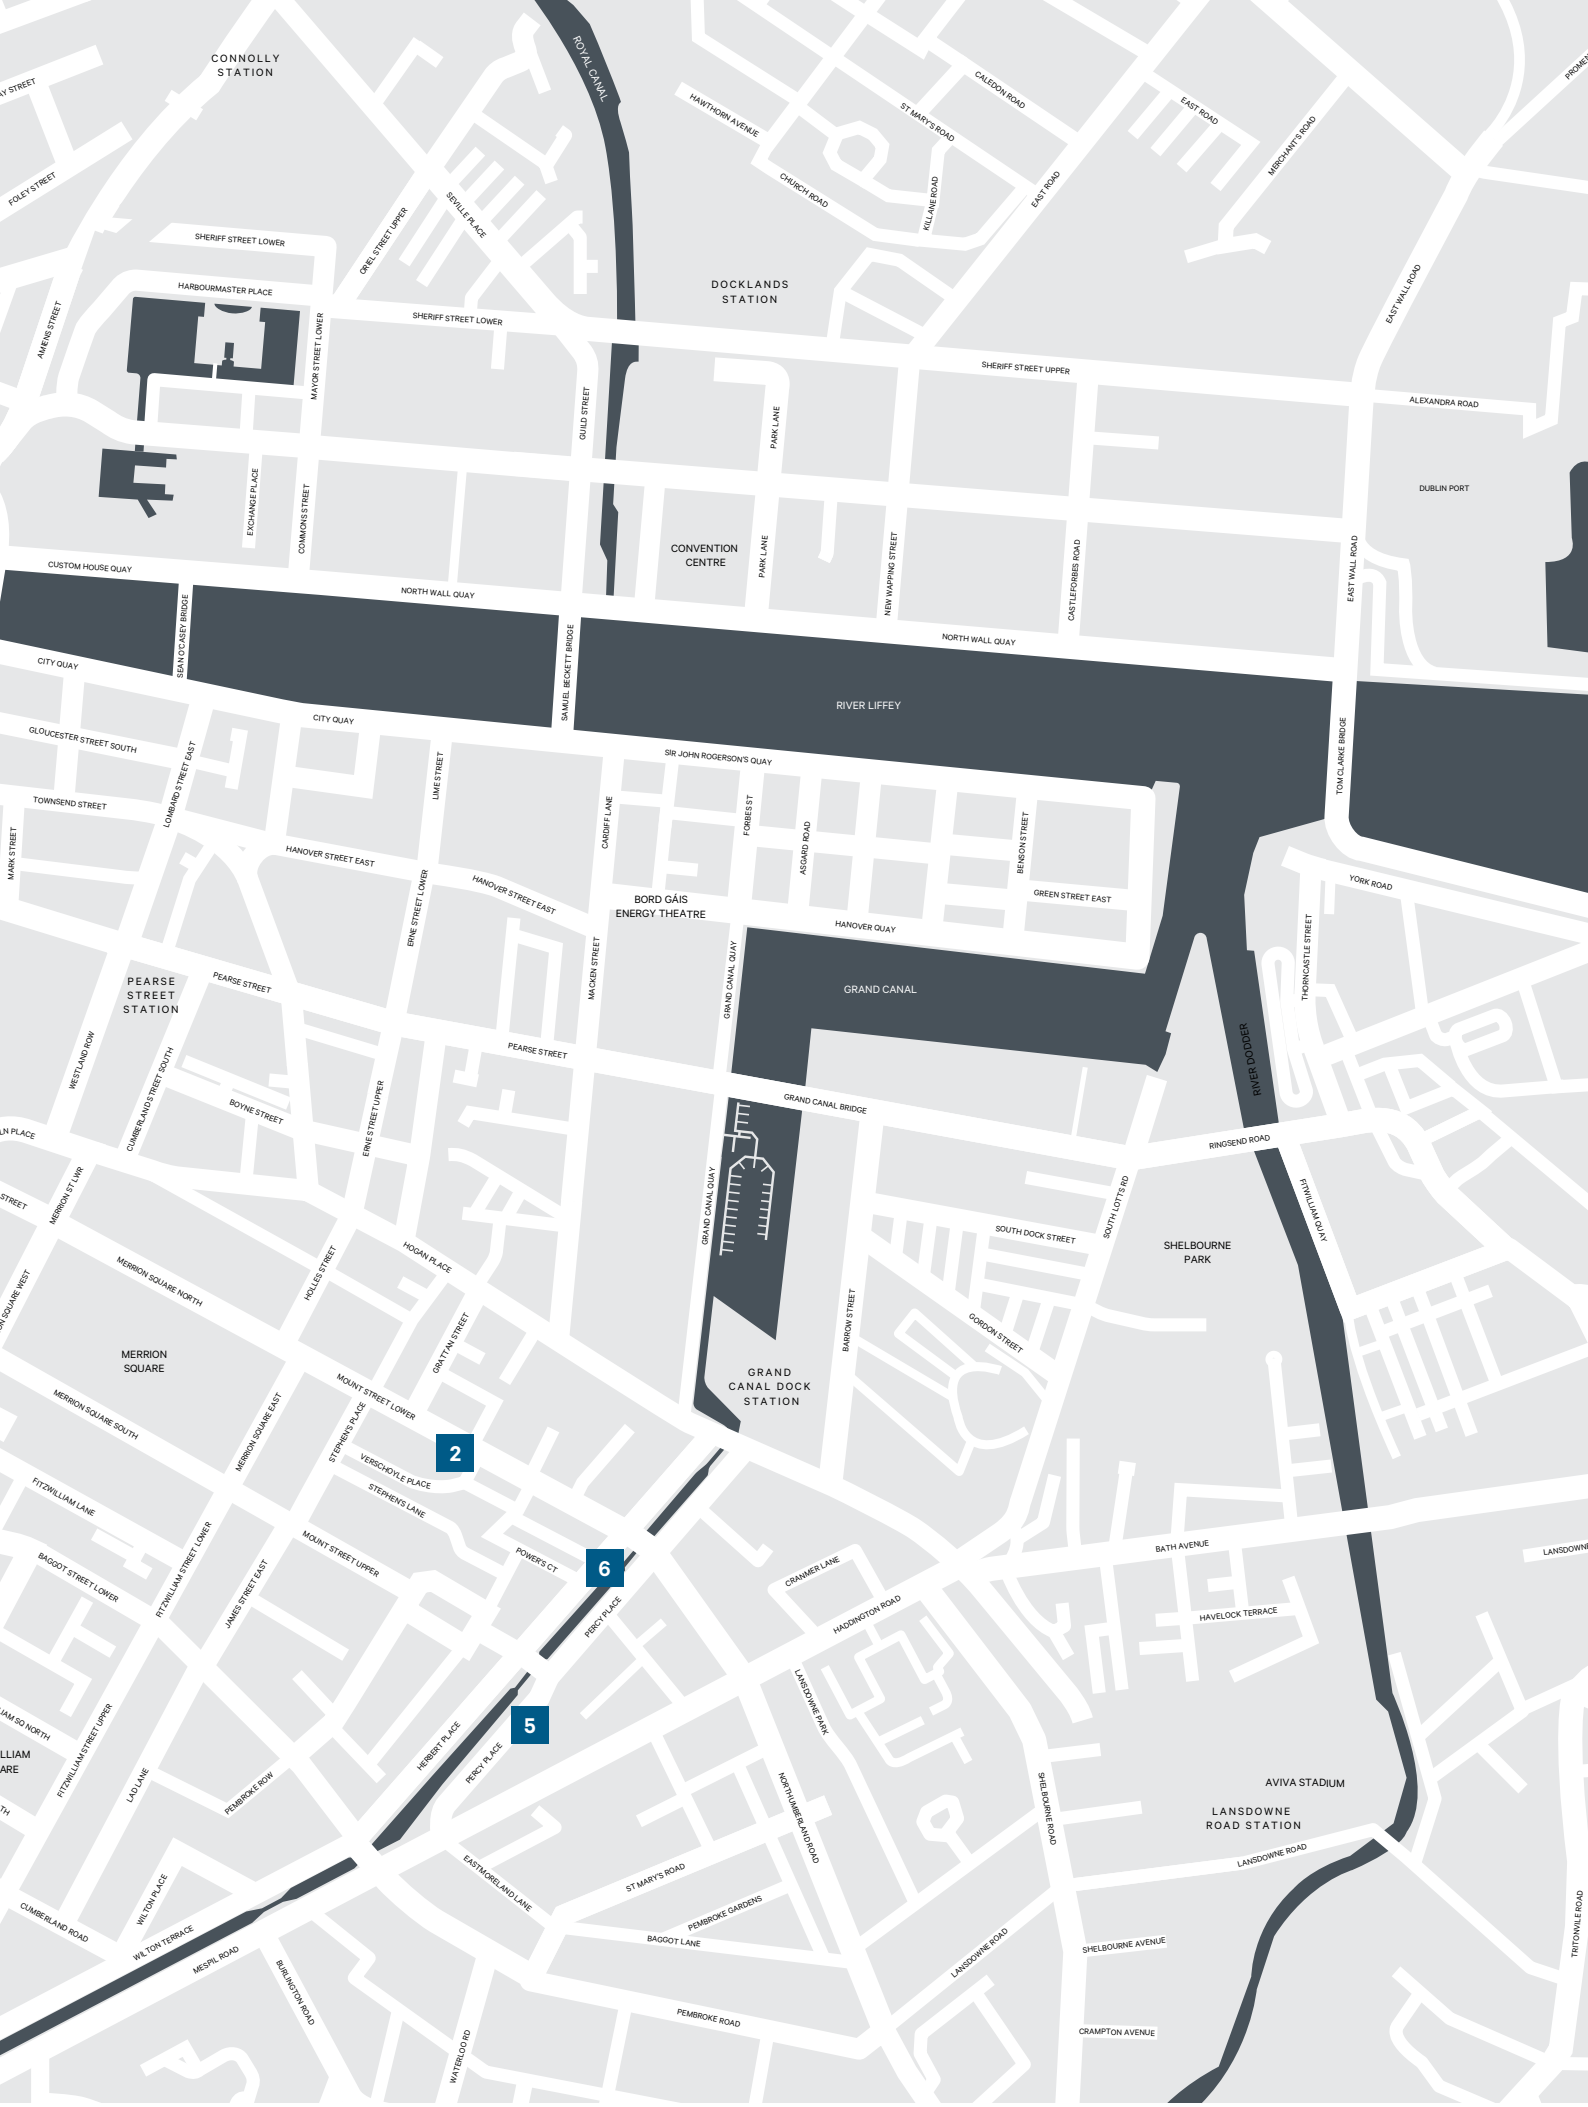 CONNOLLY
STATION
ROYAL CANAL
Y STREET
FOLEY STREET
HAWTHORN AVENUE
CALEDON ROAD
ST MARY'S ROAD
EAST ROAD
MERCHANT'S ROAD
CHURCH ROAD
KILLANE ROAD
EAST ROAD
SEVILLE PLACE
ORIEL STREET UPPER
SHERIFF STREET LOWER
HARBOURMASTER PLACE
AMIENS STREET
MAYOR STREET LOWER
SHERIFF STREET LOWER
DOCKLANDS
STATION
EAST WALL ROAD
SHERIFF STREET UPPER
ALEXANDRA ROAD
GUILD STREET
PARK LANE
DUBLIN PORT
EXCHANGE PLACE
COMMONS STREET
CONVENTION
CENTRE
PARK LANE
NEW WAPPING STREET
CASTLEFORBES ROAD
EAST WALL ROAD
CUSTOM HOUSE QUAY
NORTH WALL QUAY
NORTH WALL QUAY
SEAN O'CASEY BRIDGE
SAMUEL BECKETT BRIDGE
CITY QUAY
RIVER LIFFEY
CITY QUAY
TOM CLARKE BRIDGE
GLOUCESTER STREET SOUTH
LOMBARD STREET EAST
LIME STREET
SIR JOHN ROGERSON'S QUAY
TOWNSEND STREET
CARDIFF LANE
FORBES ST
ASGARD ROAD
BENSON STREET
MARK STREET
HANOVER STREET EAST
HANOVER STREET EAST
ERNE STREET LOWER
BORD GÁIS
ENERGY THEATRE
GREEN STREET EAST
YORK ROAD
HANOVER QUAY
THORNCASTLE STREET
MACKEN STREET
GRAND CANAL QUAY
GRAND CANAL
PEARSE
STREET
STATION
PEARSE STREET
PEARSE STREET
WESTLAND ROW
CUMBERLAND STREET SOUTH
RIVER DODDER
BOYNE STREET
ERNE STREET UPPER
GRAND CANAL BRIDGE
RINGSEND ROAD
LN PLACE
STREET
MERRION ST LWR
GRAND CANAL QUAY
SOUTH LOTTS RD
FITWILLIAM QUAY
SOUTH DOCK STREET
SHELBOURNE
PARK
MERRION SQUARE NORTH
HOLLES STREET
HOGAN PLACE
N SQUARE WEST
GRATTAN STREET
BARROW STREET
GORDON STREET
MERRION
SQUARE
MOUNT STREET LOWER
GRAND
CANAL DOCK
STATION
MERRION SQUARE SOUTH
MERRION SQUARE EAST
STEPHEN'S PLACE
2
VERSCHOYLE PLACE
STEPHEN'S LANE
FITZWILLIAM LANE
FITZWILLIAM STREET LOWER
MOUNT STREET UPPER
POWER'S CT
6
BATH AVENUE
LANSDOWNE
BAGGOT STREET LOWER
JAMES STREET EAST
CRANMER LANE
PERCY PLACE
HADDINGTON ROAD
HAVELOCK TERRACE
LANSDOWNE PARK
IAM SQ NORTH
FITZWILLIAM STREET UPPER
LLIAM
ARE
HERBERT PLACE
5
PERCY PLACE
LAD LANE
PEMBROKE ROW
TH
NORTHUMBERLAND ROAD
SHELBOURNE ROAD
AVIVA STADIUM
LANSDOWNE
ROAD STATION
LANSDOWNE ROAD
EASTMORELAND LANE
ST MARY'S ROAD
PEMBROKE GARDENS
BAGGOT LANE
WILTON PLACE
CUMBERLAND ROAD
WILTON TERRACE
MESPIL ROAD
BURLINGTON ROAD
LANSDOWNE ROAD
SHELBOURNE AVENUE
TRITONVILLE ROAD
PEMBROKE ROAD
CRAMPTON AVENUE
WATERLOO RD